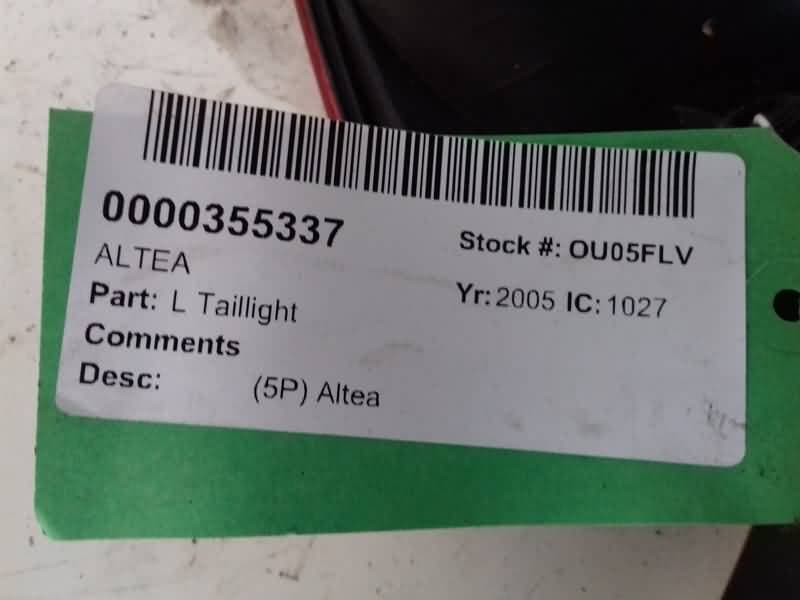 0000355337
Stock #: OU05FLV
ALTEA
Yr: 2005 IC: 1027
Part: L Taillight
Comments
Desc: (5P) Altea